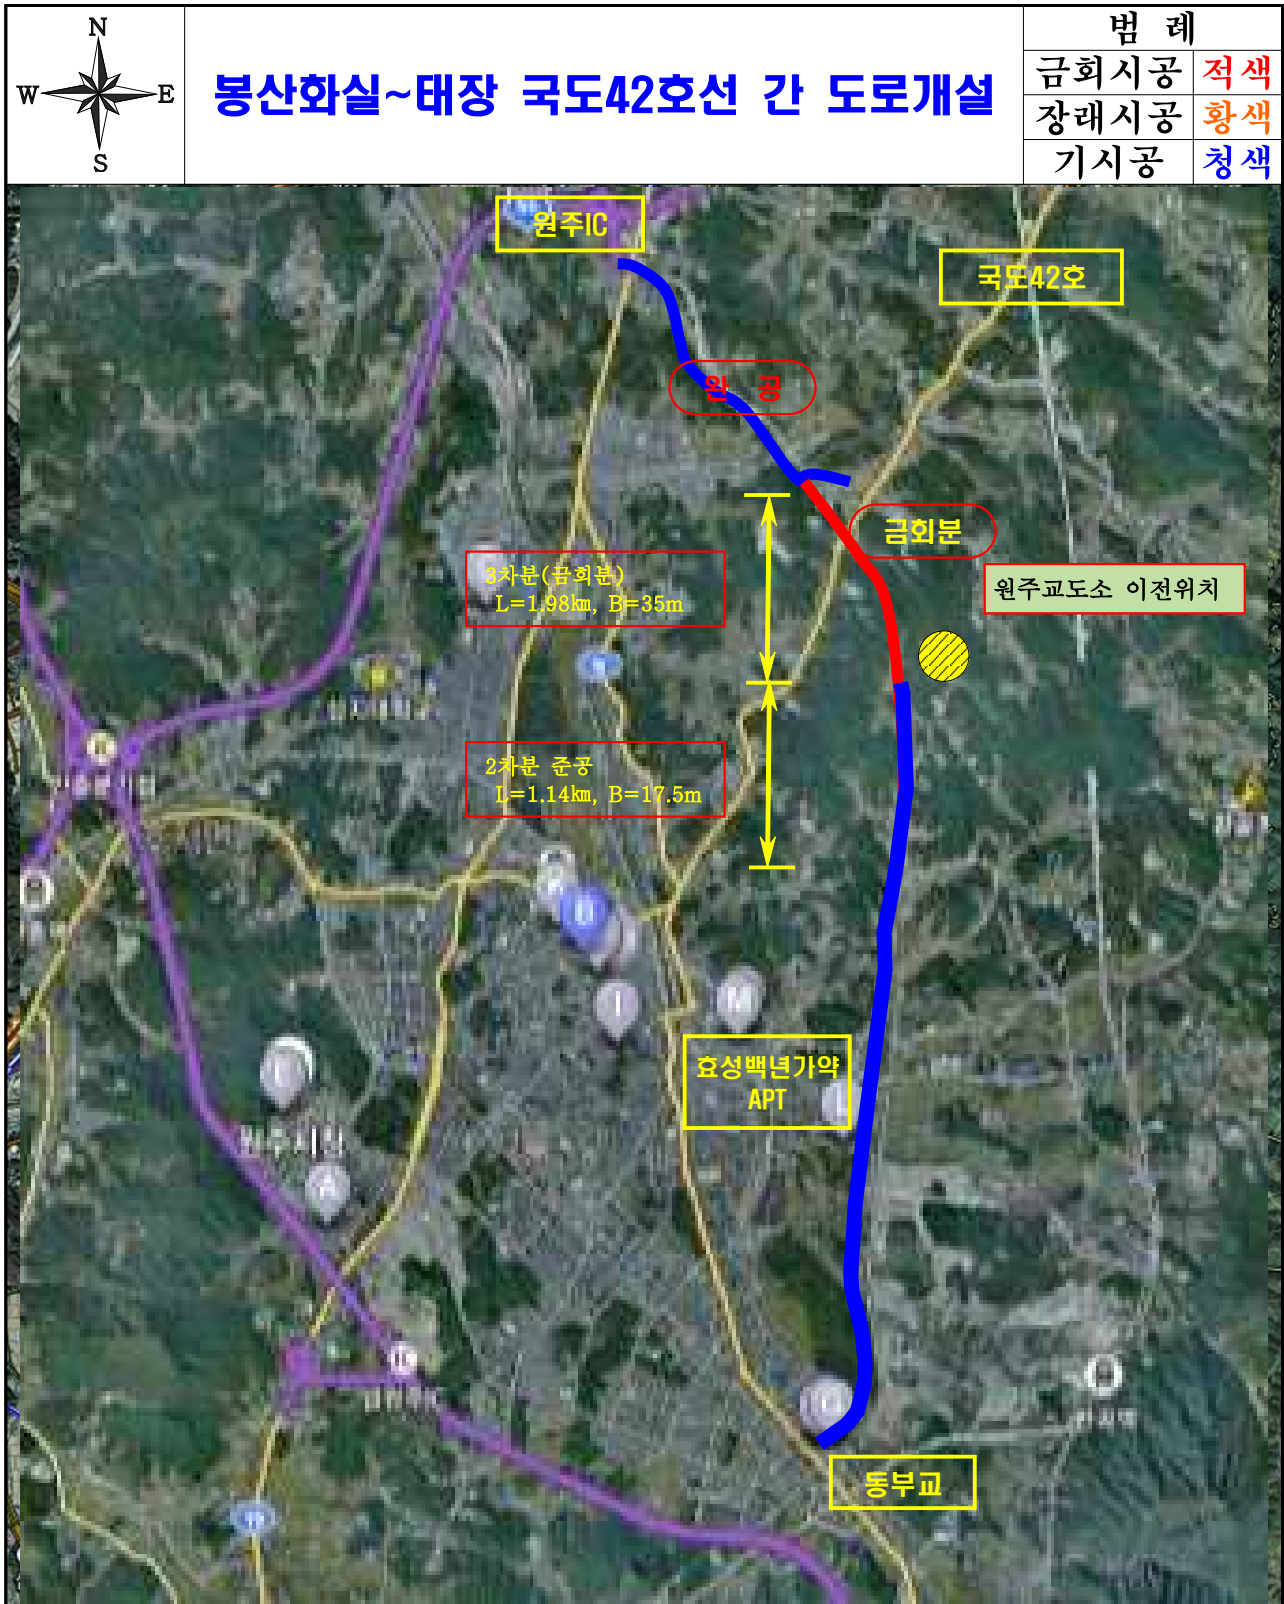 N
W
E
S
봉산화실~태장 국도42호선 간 도로개설
범 례
금회시공 적색
장래시공 황색
기시공 청색
원주IC
국도42호
완 공
금회분
3차분(금회분)
L=1.98㎞, B=35m
원주교도소 이전위치
2차분 준공
L=1.14㎞, B=17.5m
I
M
효성백년가약
APT
원주시청
A
동부교